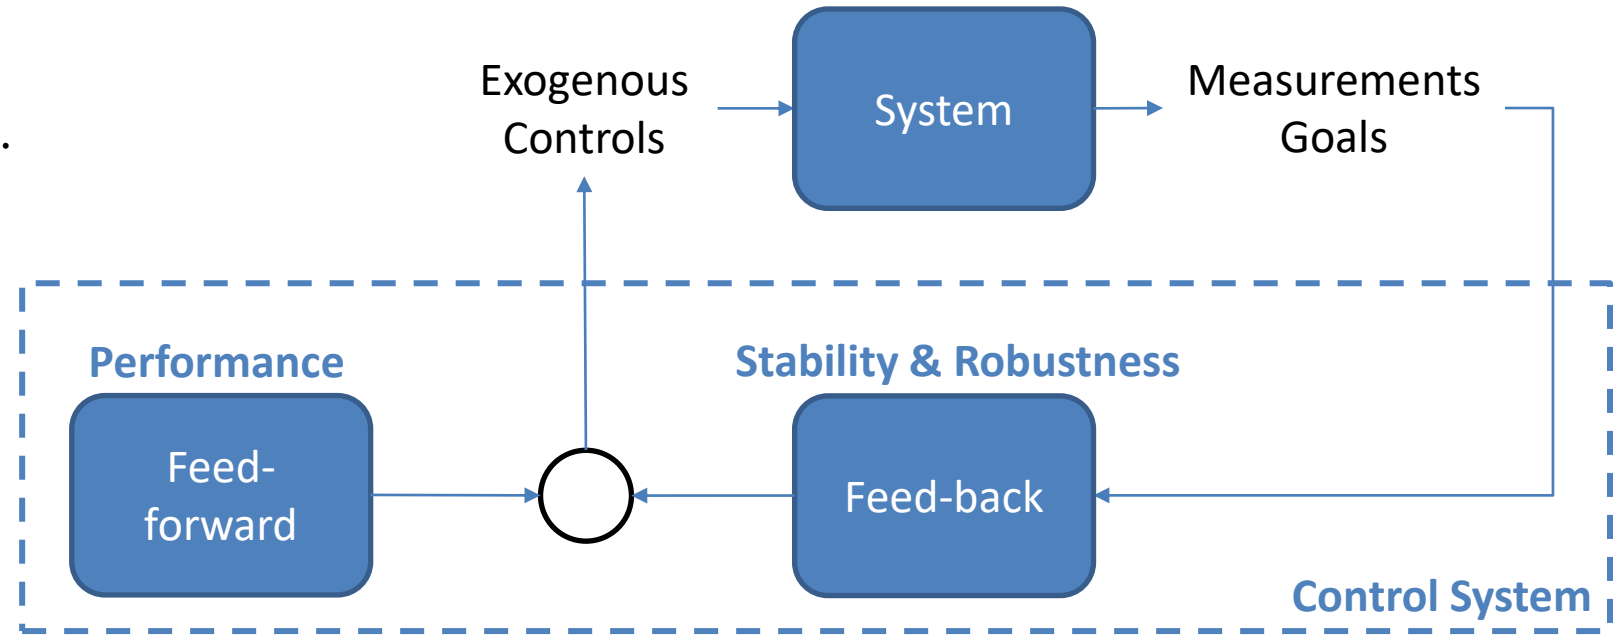 Exogenous
Controls
System
Measurements
Goals
.
Performance
Stability & Robustness
Feed-
forward
Feed-back
Control System